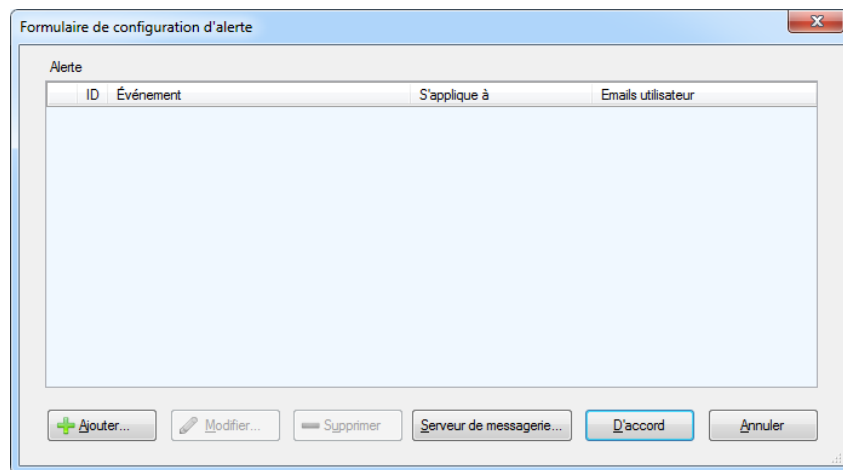 Formulaire de configuration d'alerte
Alerte
ID Événement S'applique à Emails utilisateur
Ajouter... Modifier... Supprimer Serveur de messagerie... D'accord Annuler